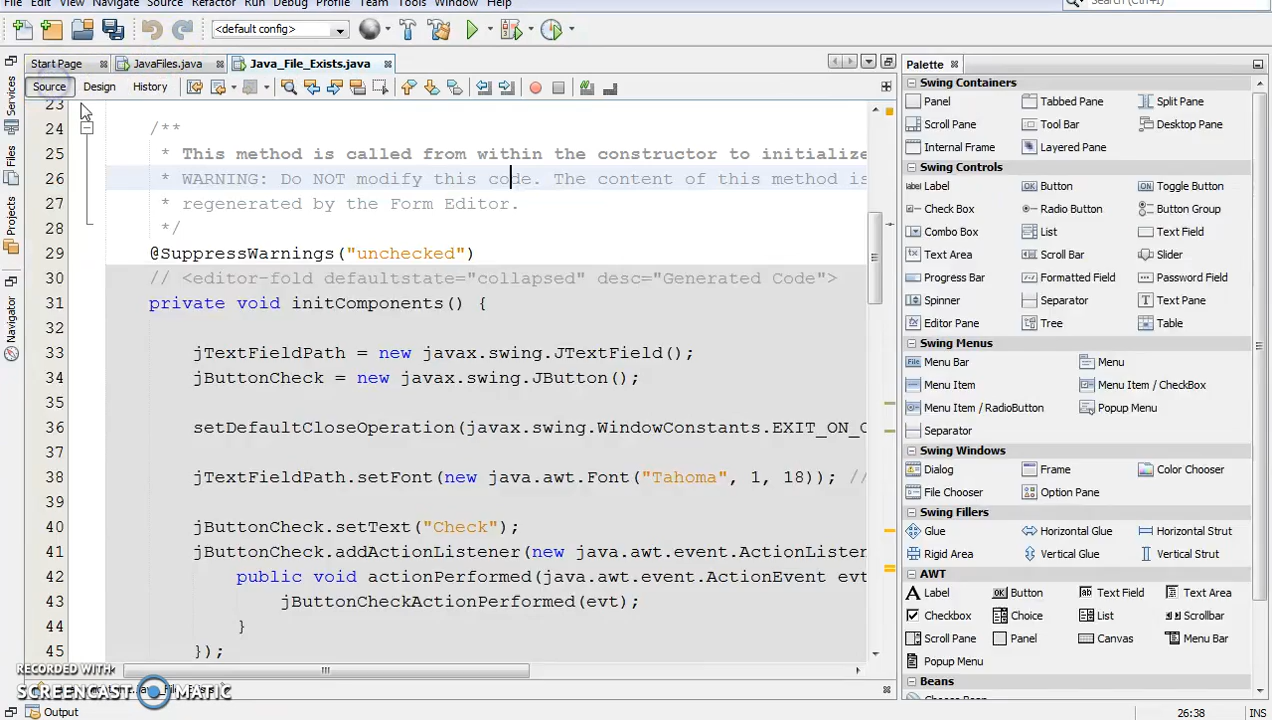 File Edit View Navigate Source Refactor Run Debug Profile Team Tools Window Help
Search (Ctrl+I)
<default config>
Start Page JavaFiles.java Java_File_Exists.java
Source Design History
Services
Files
Projects
Navigator
23
24 /**
25 * This method is called from within the constructor to initialize
26 * WARNING: Do NOT modify this code. The content of this method is
27 * regenerated by the Form Editor.
28 */
29 @SuppressWarnings("unchecked")
30 // <editor-fold defaultstate="collapsed" desc="Generated Code">
31 private void initComponents() {
32
33 jTextFieldPath = new javax.swing.JTextField();
34 jButtonCheck = new javax.swing.JButton();
35
36 setDefaultCloseOperation(javax.swing.WindowConstants.EXIT_ON_C
37
38 jTextFieldPath.setFont(new java.awt.Font("Tahoma", 1, 18)); //
39
40 jButtonCheck.setText("Check");
41 jButtonCheck.addActionListener(new java.awt.event.ActionListen
42 public void actionPerformed(java.awt.event.ActionEvent evt
43 jButtonCheckActionPerformed(evt);
44 }
45 });
Palette
Swing Containers
Panel Tabbed Pane Split Pane
Scroll Pane Tool Bar Desktop Pane
Internal Frame Layered Pane
Swing Controls
Label Button Toggle Button
Check Box Radio Button Button Group
Combo Box List Text Field
Text Area Scroll Bar Slider
Progress Bar Formatted Field Password Field
Spinner Separator Text Pane
Editor Pane Tree Table
Swing Menus
Menu Bar Menu
Menu Item Menu Item / CheckBox
Menu Item / RadioButton Popup Menu
Separator
Swing Windows
Dialog Frame Color Chooser
File Chooser Option Pane
Swing Fillers
Glue Horizontal Glue Horizontal Strut
Rigid Area Vertical Glue Vertical Strut
AWT
Label Button Text Field Text Area
Checkbox Choice List Scrollbar
Scroll Pane Panel Canvas Menu Bar
Popup Menu
Beans
Choose Bean
RECORDED WITH
SCREENCAST MATIC
Output
26:38 INS